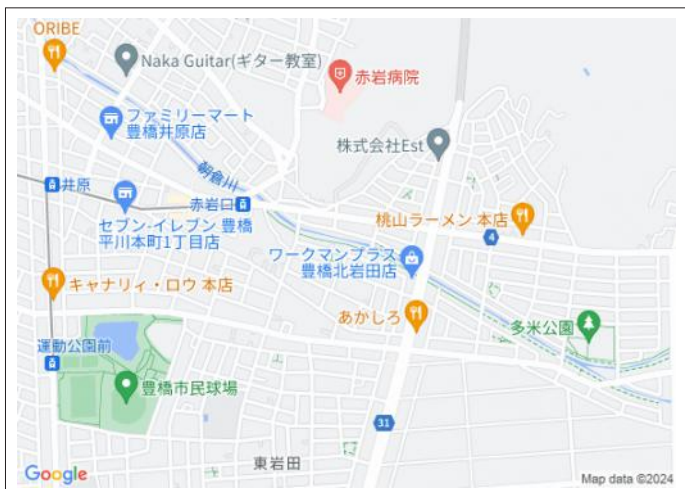 ORIBE
Naka Guitar(ギター教室)
赤岩病院
ファミリーマート
豊橋井原店
株式会社Est
朝倉川
井原
赤岩口
セブン-イレブン 豊橋
平川本町1丁目店
桃山ラーメン 本店
4
ワークマンプラス
豊橋北岩田店
キャナリィ・ロウ 本店
あかしろ
多米公園
運動公園前
豊橋市民球場
31
東岩田
Google
Map data ©2024